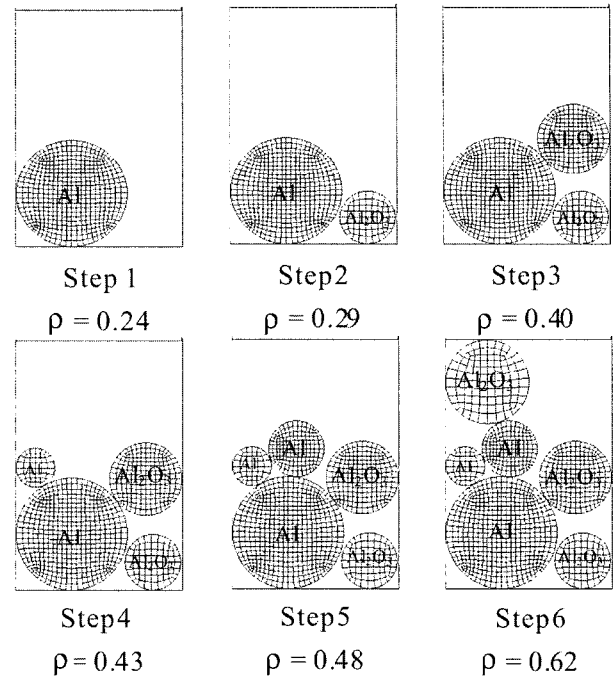 Al
Step 1
ρ = 0.24
Al Al₂O₃
Step2
ρ = 0.29
Al₂O₃
Al Al₂O₃
Step3
ρ = 0.40
Al Al₂O₃
Al Al₂O₃
Step4
ρ = 0.43
Al Al Al₂O₃
Al Al₂O₃
Step5
ρ = 0.48
Al₂O₃
Al Al Al₂O₃
Al Al₂O₃
Step6
ρ = 0.62